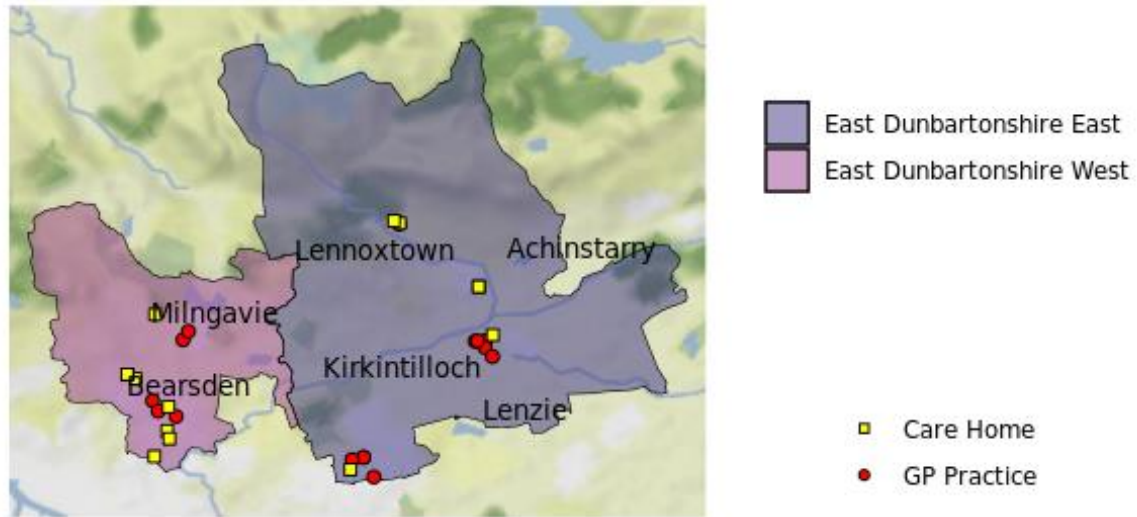 East Dunbartonshire East
East Dunbartonshire West
Lennoxtown
Achinstarry
Milngavie
Kirkintilloch
Bearsden
Lenzie
Care Home
GP Practice